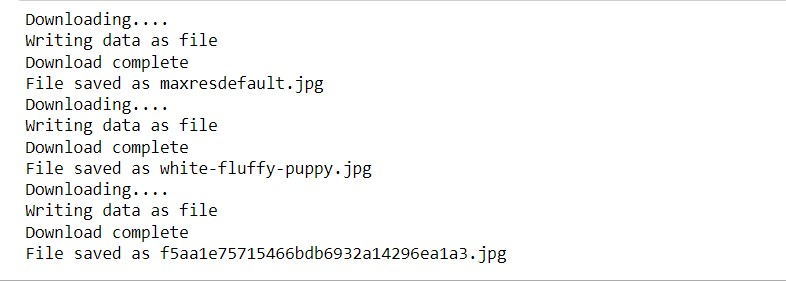 Downloading....
Writing data as file
Download complete
File saved as maxresdefault.jpg
Downloading....
Writing data as file
Download complete
File saved as white-fluffy-puppy.jpg
Downloading....
Writing data as file
Download complete
File saved as f5aa1e75715466bdb6932a14296ea1a3.jpg